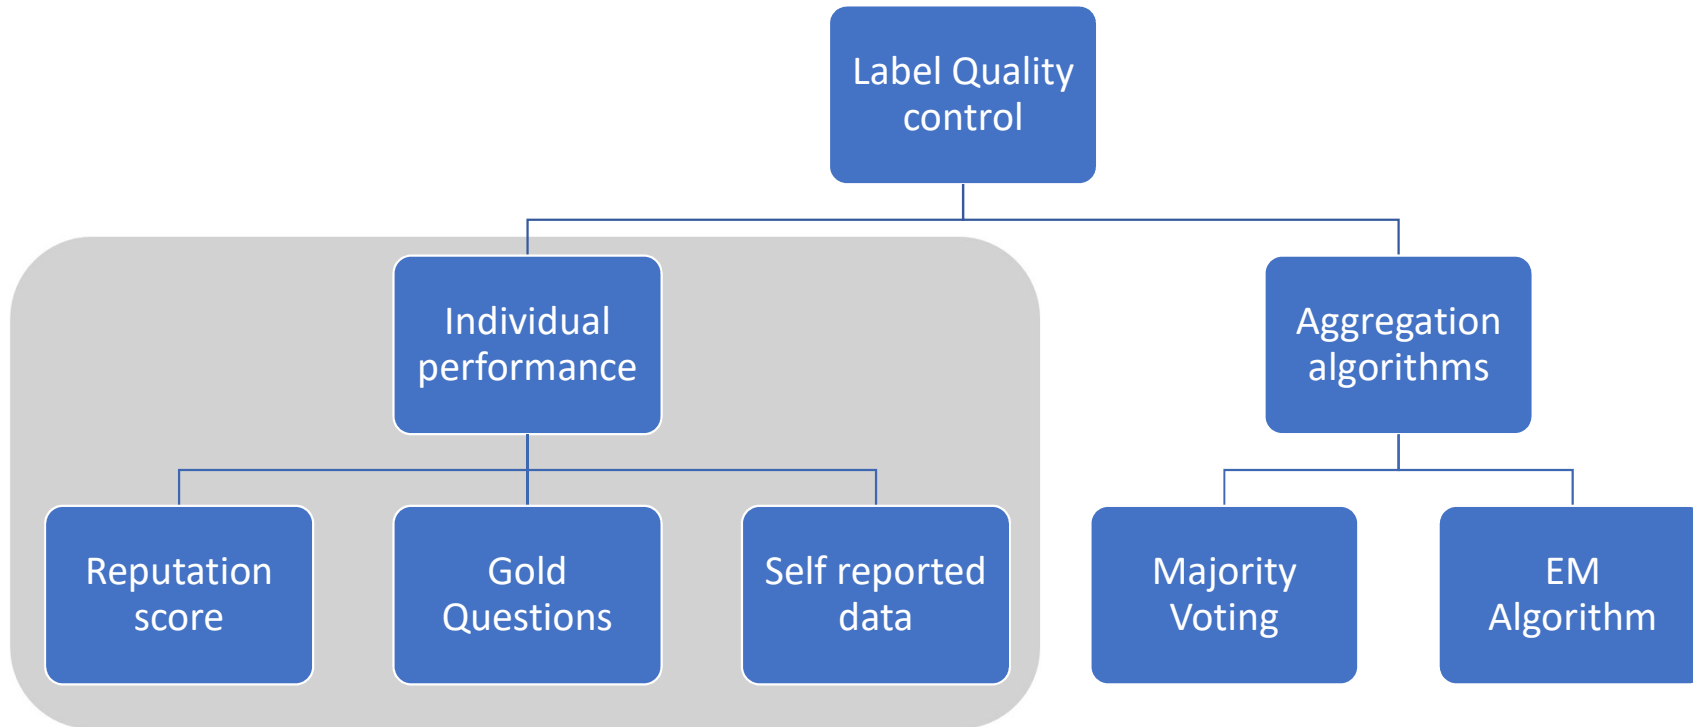 Label Quality
control
Individual
performance
Aggregation
algorithms
Reputation
score
Gold
Questions
Self reported
data
Majority
Voting
EM
Algorithm